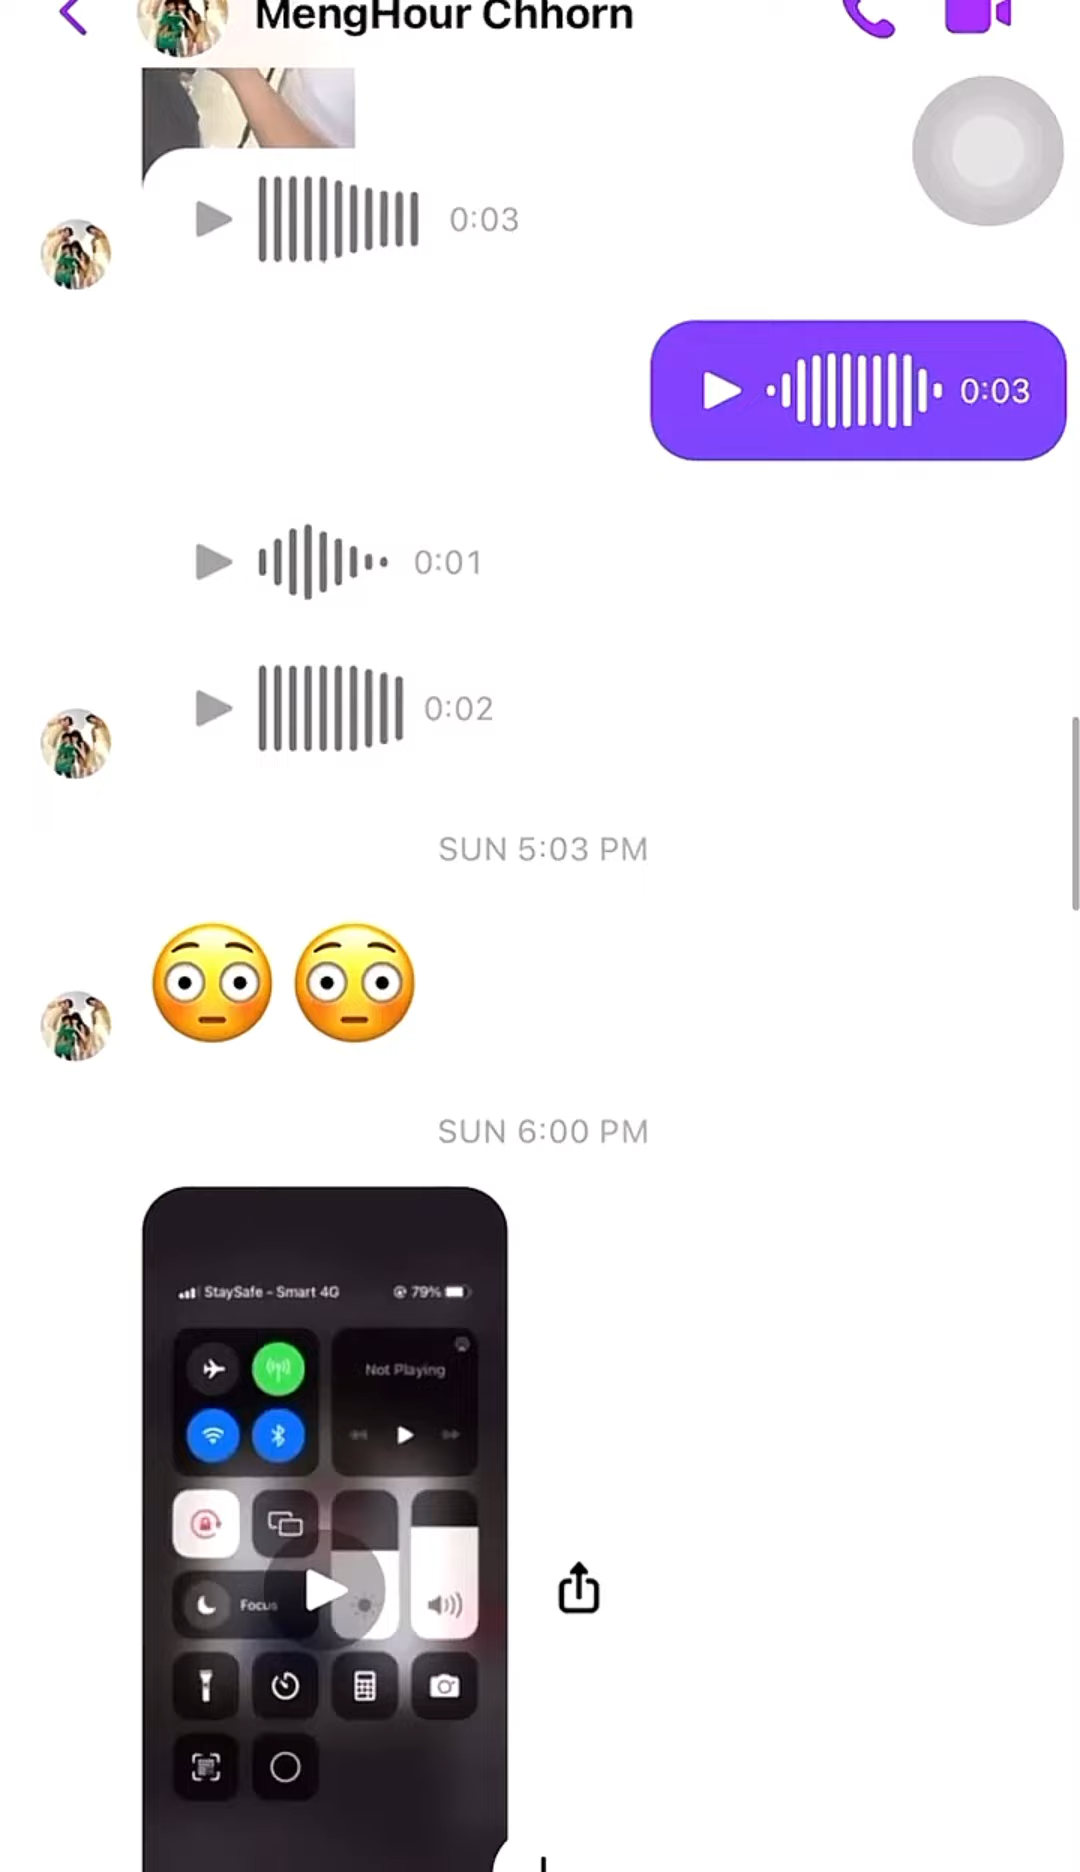 MengHour Chhorn
0:03
0:03
0:01
0:02
SUN 5:03 PM
SUN 6:00 PM
StaySafe - Smart 4G 79%
Not Playing
Focus